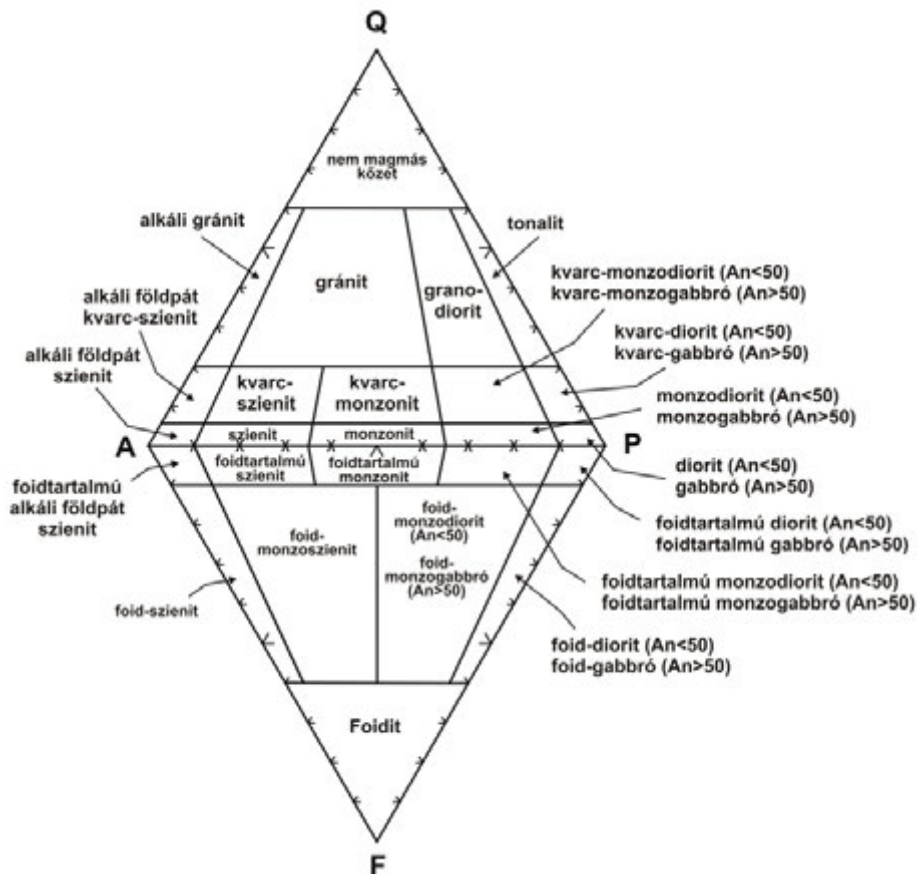 Q
nem magmás
kőzet
alkáli gránit
tonalit
gránit
grano-
diorit
kvarc-monzodiorit (An<50)
kvarc-monzogabbró (An>50)
alkáli földpát
kvarc-szienit
kvarc-diorit (An<50)
kvarc-gabbró (An>50)
alkáli földpát
szienit
kvarc-
szienit
kvarc-
monzonit
monzodiorit (An<50)
monzogabbró (An>50)
szienit
monzonit
A
P
foidtartalmú
szienit
foidtartalmú
monzonit
diorit (An<50)
gabbró (An>50)
foidtartalmú
alkáli földpát
szienit
foidtartalmú diorit (An<50)
foidtartalmú gabbró (An>50)
foid-
monzoszienit
foid-
monzodiorit
(An<50)
foid-
monzogabbró
(An>50)
foidtartalmú monzodiorit (An<50)
foidtartalmú monzogabbró (An>50)
foid-szienit
foid-diorit (An<50)
foid-gabbró (An>50)
Foidit
F